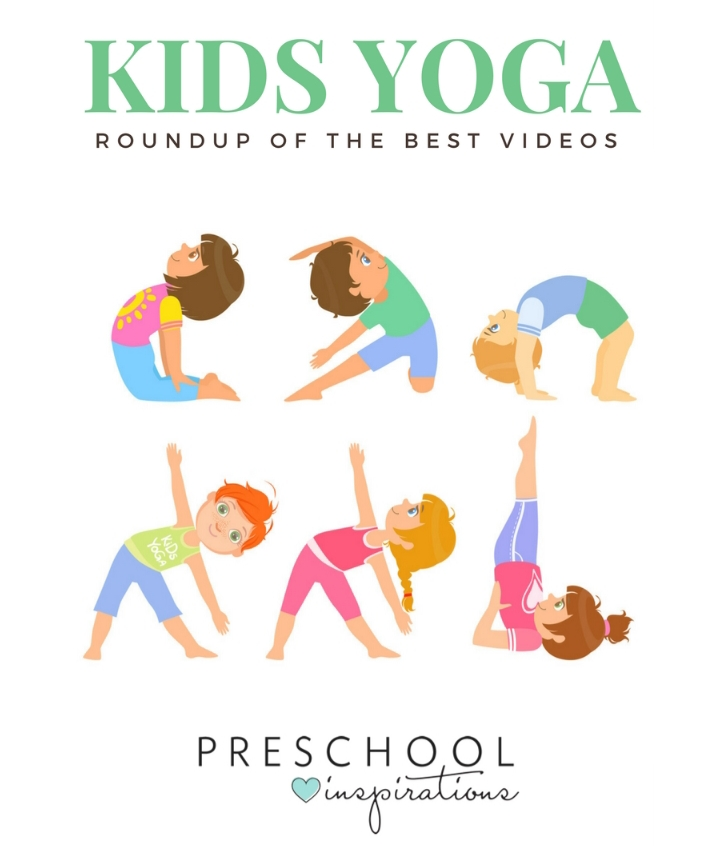 KIDS YOGA
ROUNDUP OF THE BEST VIDEOS
KiDS
YOGA
PRESCHOOL
inspirations